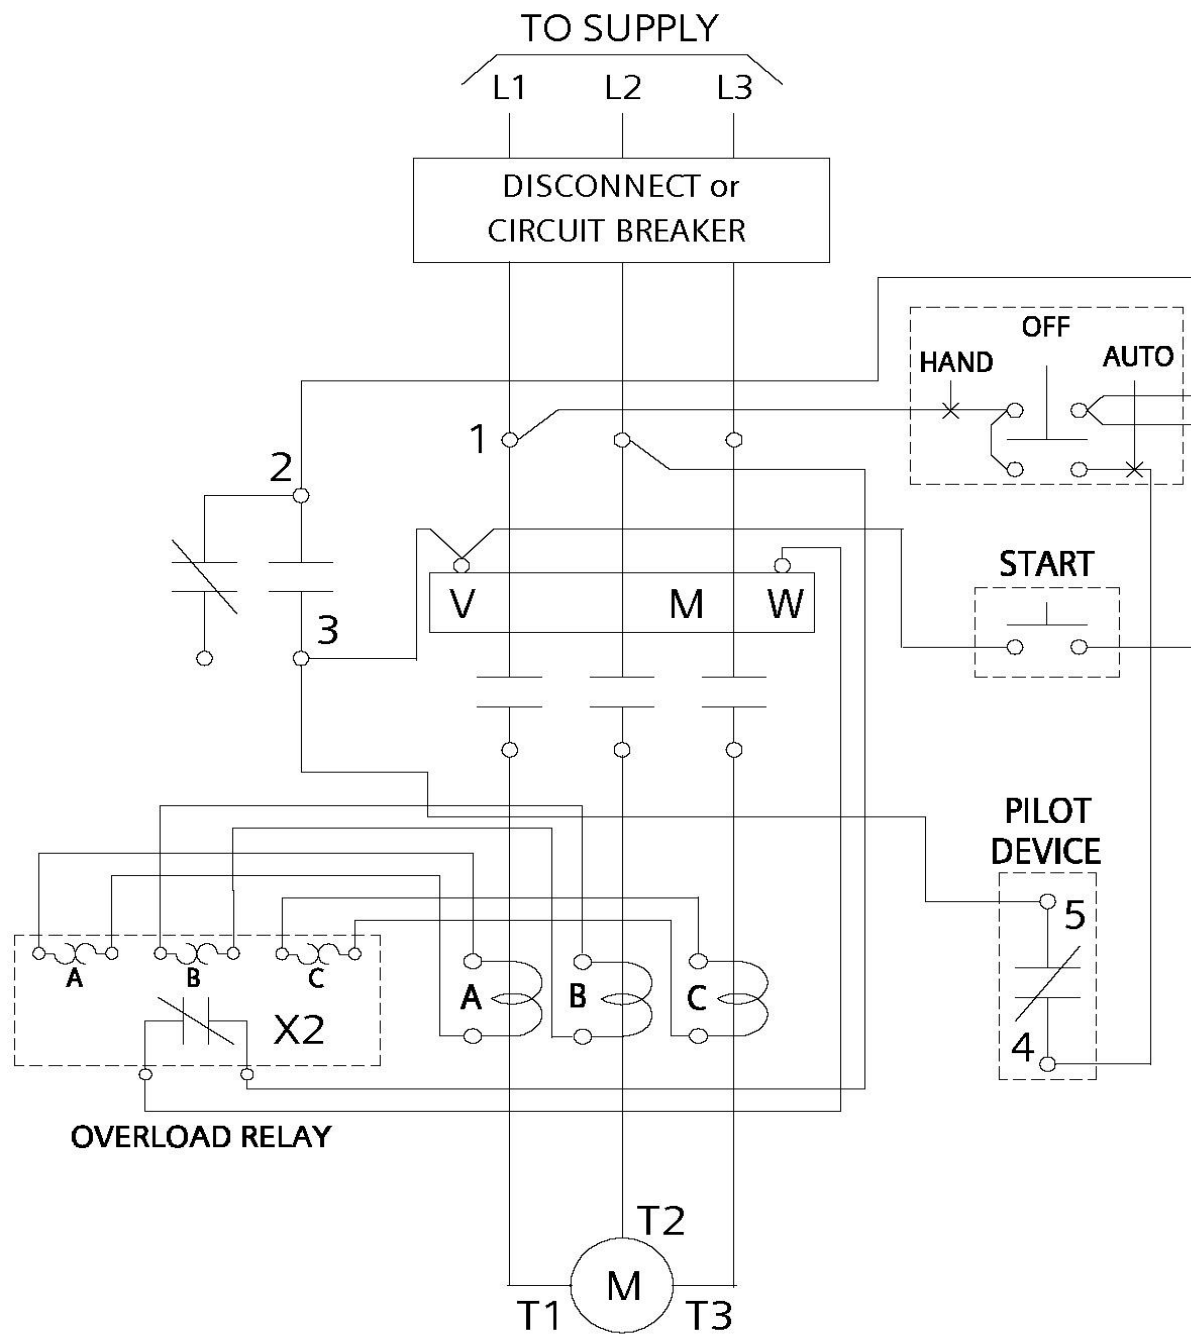 TO SUPPLY
L1 L2 L3
DISCONNECT or
CIRCUIT BREAKER
OFF
HAND
AUTO
1
2
START
V M W
3
PILOT
DEVICE
5
A B C
A B C
X2
4
OVERLOAD RELAY
T2
M
T1 T3